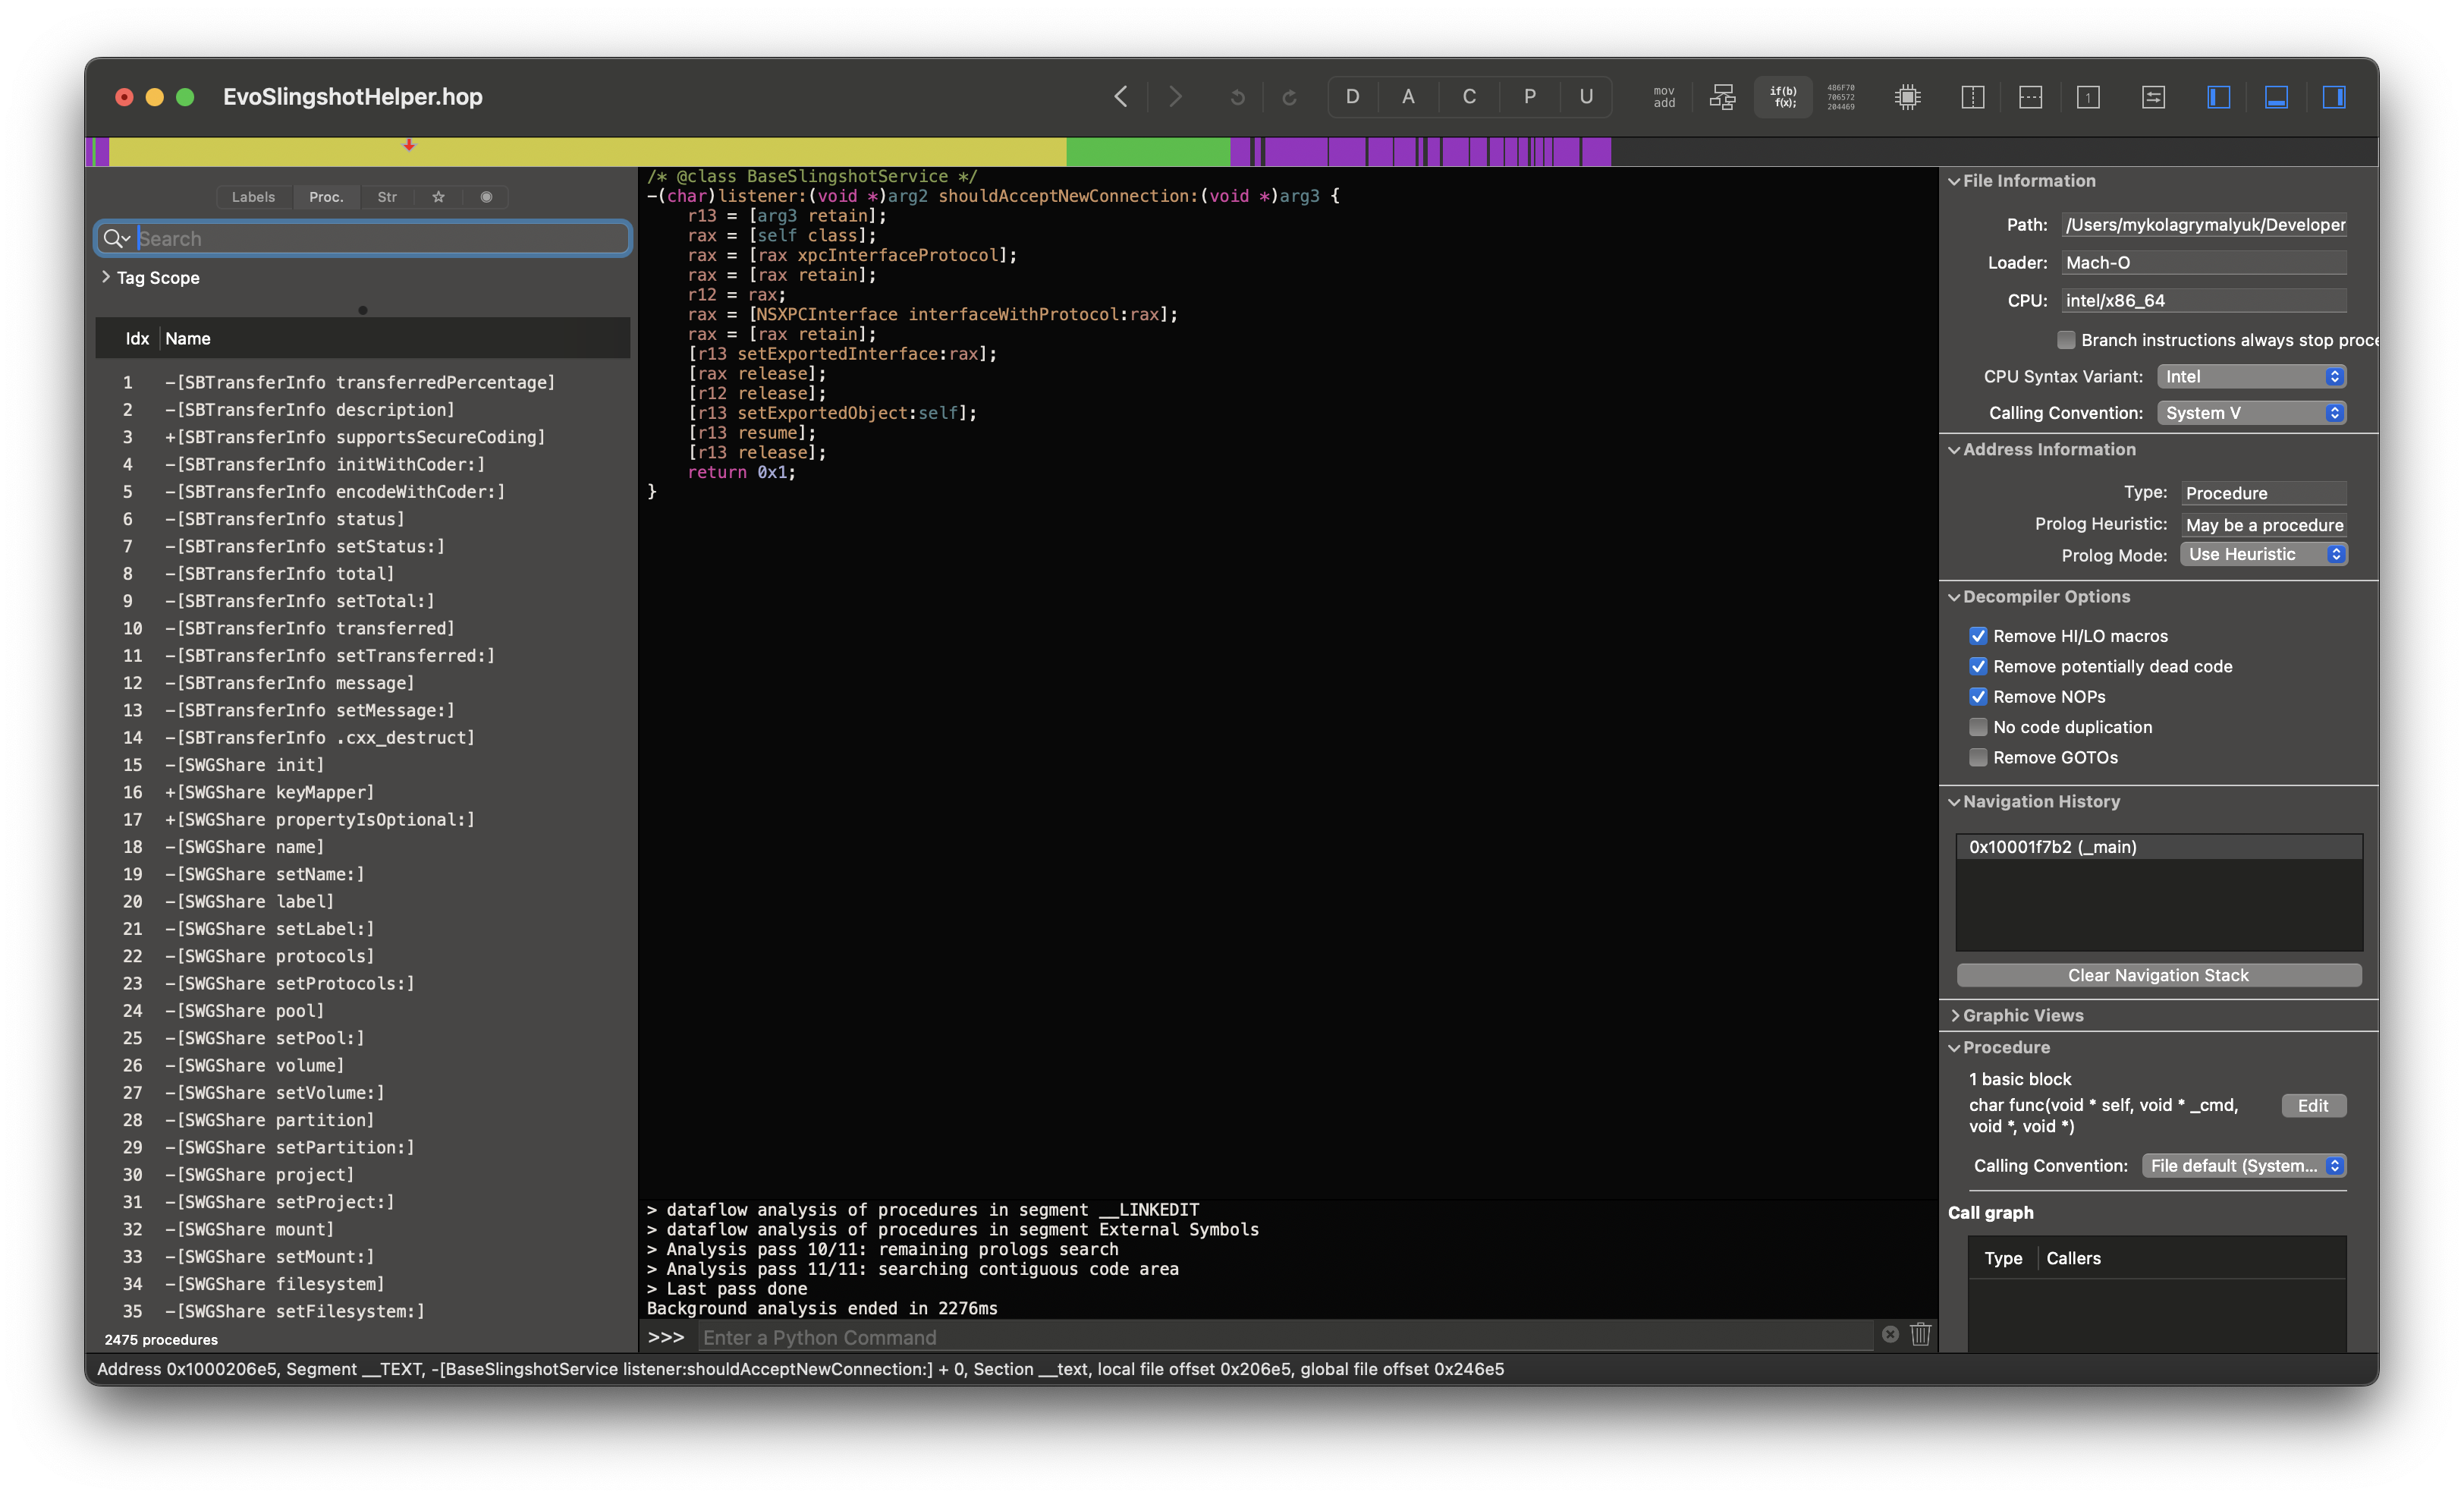 EvoSlingshotHelper.hop
D A C P U
mov
add
if(b)
f(x);
486F70
706572
204469
1
Labels Proc. Str
Search
Tag Scope
Idx Name
1 -[SBTransferInfo transferredPercentage]
2 -[SBTransferInfo description]
3 +[SBTransferInfo supportsSecureCoding]
4 -[SBTransferInfo initWithCoder:]
5 -[SBTransferInfo encodeWithCoder:]
6 -[SBTransferInfo status]
7 -[SBTransferInfo setStatus:]
8 -[SBTransferInfo total]
9 -[SBTransferInfo setTotal:]
10 -[SBTransferInfo transferred]
11 -[SBTransferInfo setTransferred:]
12 -[SBTransferInfo message]
13 -[SBTransferInfo setMessage:]
14 -[SBTransferInfo .cxx_destruct]
15 -[SWGShare init]
16 +[SWGShare keyMapper]
17 +[SWGShare propertyIsOptional:]
18 -[SWGShare name]
19 -[SWGShare setName:]
20 -[SWGShare label]
21 -[SWGShare setLabel:]
22 -[SWGShare protocols]
23 -[SWGShare setProtocols:]
24 -[SWGShare pool]
25 -[SWGShare setPool:]
26 -[SWGShare volume]
27 -[SWGShare setVolume:]
28 -[SWGShare partition]
29 -[SWGShare setPartition:]
30 -[SWGShare project]
31 -[SWGShare setProject:]
32 -[SWGShare mount]
33 -[SWGShare setMount:]
34 -[SWGShare filesystem]
35 -[SWGShare setFilesystem:]
2475 procedures
/* @class BaseSlingshotService */
-(char)listener:(void *)arg2 shouldAcceptNewConnection:(void *)arg3 {
r13 = [arg3 retain];
rax = [self class];
rax = [rax xpcInterfaceProtocol];
rax = [rax retain];
r12 = rax;
rax = [NSXPCInterface interfaceWithProtocol:rax];
rax = [rax retain];
[r13 setExportedInterface:rax];
[rax release];
[r12 release];
[r13 setExportedObject:self];
[r13 resume];
[r13 release];
return 0x1;
}
> dataflow analysis of procedures in segment __LINKEDIT
> dataflow analysis of procedures in segment External Symbols
> Analysis pass 10/11: remaining prologs search
> Analysis pass 11/11: searching contiguous code area
> Last pass done
Background analysis ended in 2276ms
>>> Enter a Python Command
File Information
Path: /Users/mykolagrymalyuk/Developer
Loader: Mach-O
CPU: intel/x86_64
Branch instructions always stop proce
CPU Syntax Variant: Intel
Calling Convention: System V
Address Information
Type: Procedure
Prolog Heuristic: May be a procedure
Prolog Mode: Use Heuristic
Decompiler Options
Remove HI/LO macros
Remove potentially dead code
Remove NOPs
No code duplication
Remove GOTOs
Navigation History
0x10001f7b2 (_main)
Clear Navigation Stack
Graphic Views
Procedure
1 basic block
char func(void * self, void * _cmd,
void *, void *)
Edit
Calling Convention: File default (System...
Call graph
Type Callers
Address 0x1000206e5, Segment __TEXT, -[BaseSlingshotService listener:shouldAcceptNewConnection:] + 0, Section __text, local file offset 0x206e5, global file offset 0x246e5